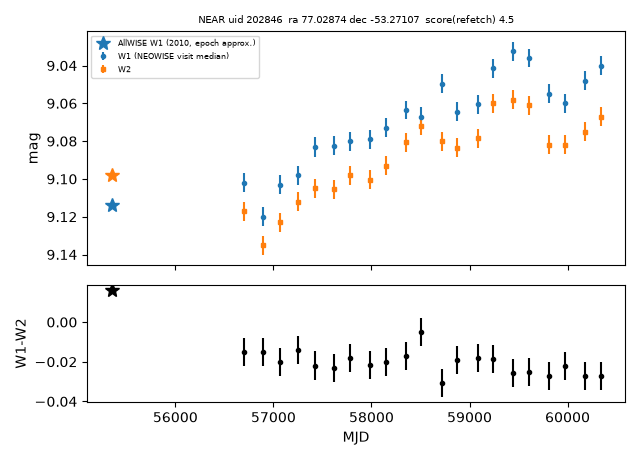 NEAR uid 202846 ra 77.02874 dec -53.27107 score(refetch) 4.5
AllWISE W1 (2010, epoch approx.)
W1 (NEOWISE visit median)
W2
mag
9.04
9.06
9.08
9.10
9.12
9.14
W1-W2
0.00
−0.02
−0.04
56000 57000 58000 59000 60000
MJD